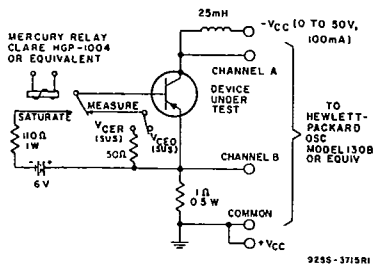 25mH
-VCC (0 TO 50V,
100mA)
MERCURY RELAY
CLARE HGP-1004
OR EQUIVALENT
CHANNEL A
DEVICE
UNDER
TEST
MEASURE
SATURATE
VCER
(SUS)
VCEO
(SUS)
110Ω
1W
50Ω
- +
6V
CHANNEL B
TO
HEWLETT-
PACKARD
OSC
MODEL 130B
OR EQUIV
1Ω
0.5 W
COMMON
+VCC
92SS-3715RI